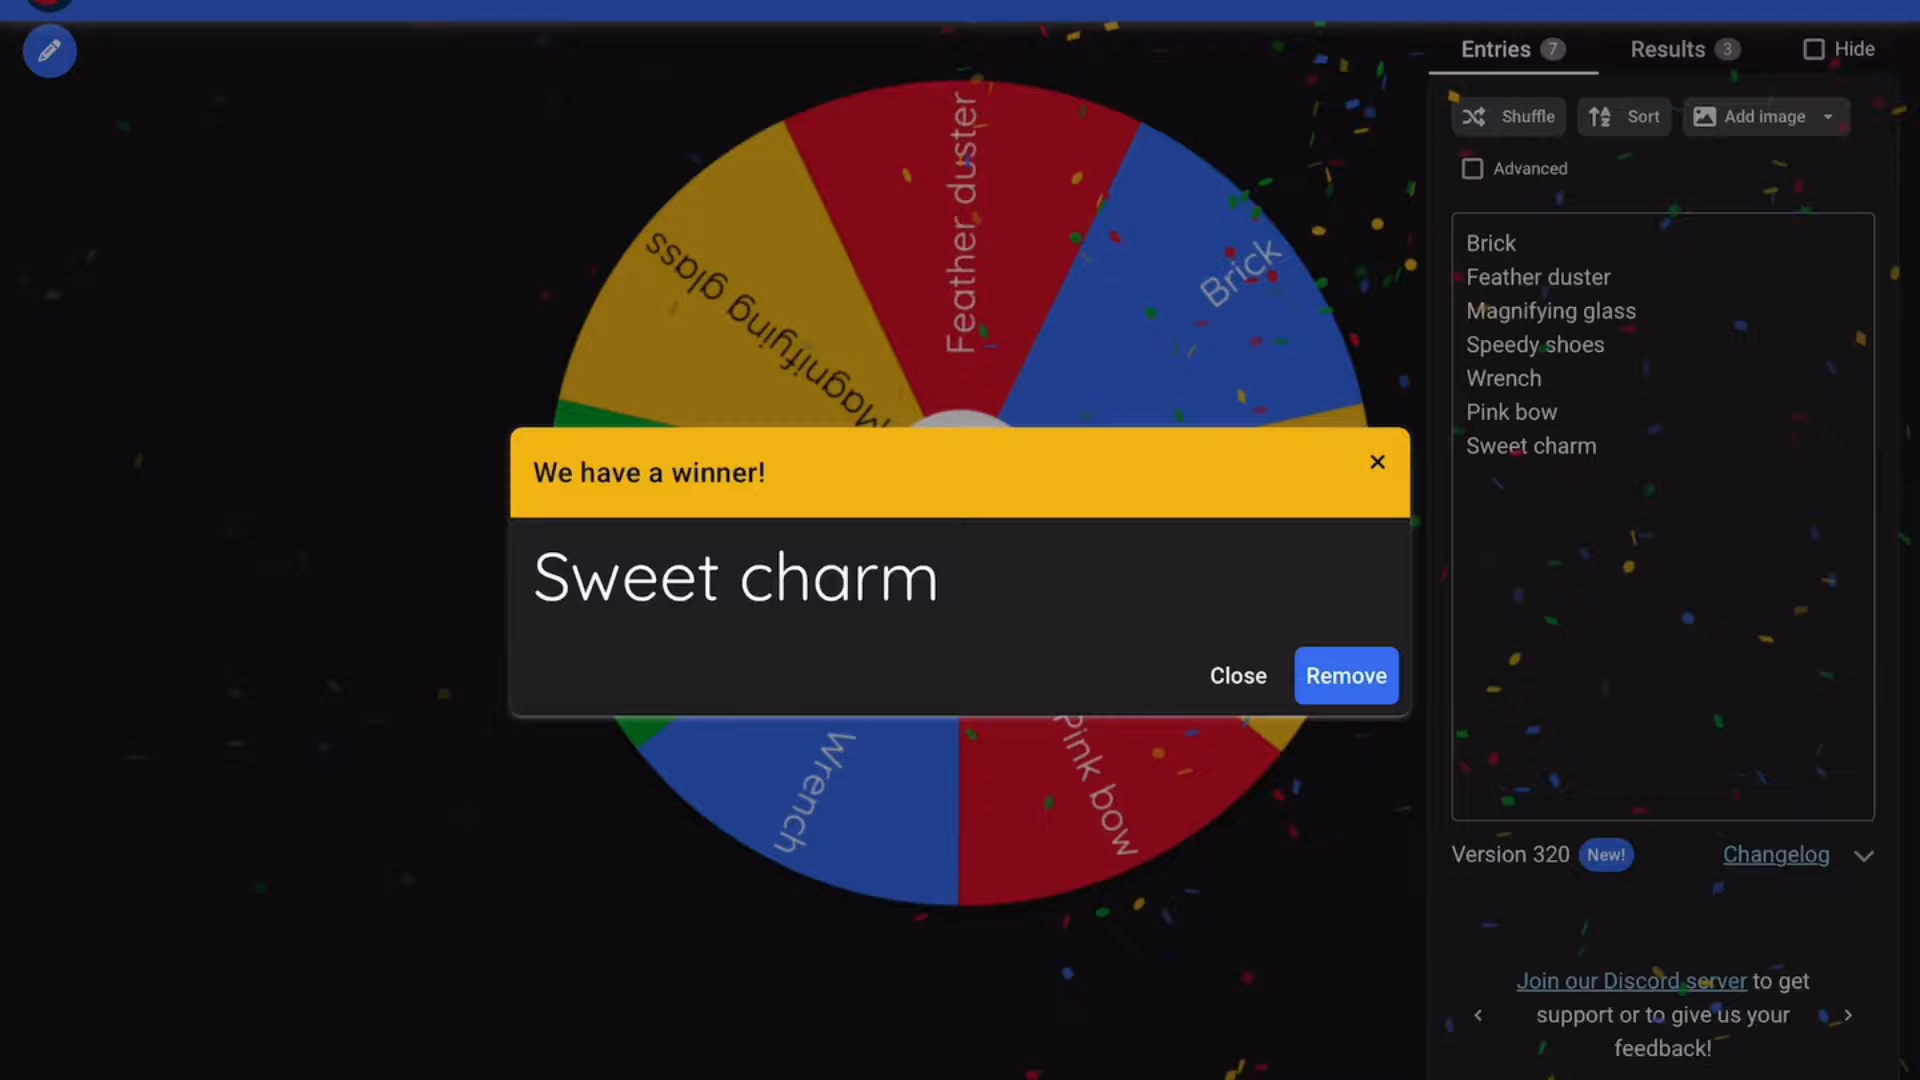 Entries 7
Results 3
Hide
Shuffle
Sort
Add image
Advanced
Brick
Feather duster
Magnifying glass
Speedy shoes
Wrench
Pink bow
Sweet charm
Feather duster
Brick
Magnifying glass
We have a winner!
Sweet charm
Close
Remove
Wrench
Pink bow
Version 320 New!
Changelog
Join our Discord server to get
support or to give us your
feedback!